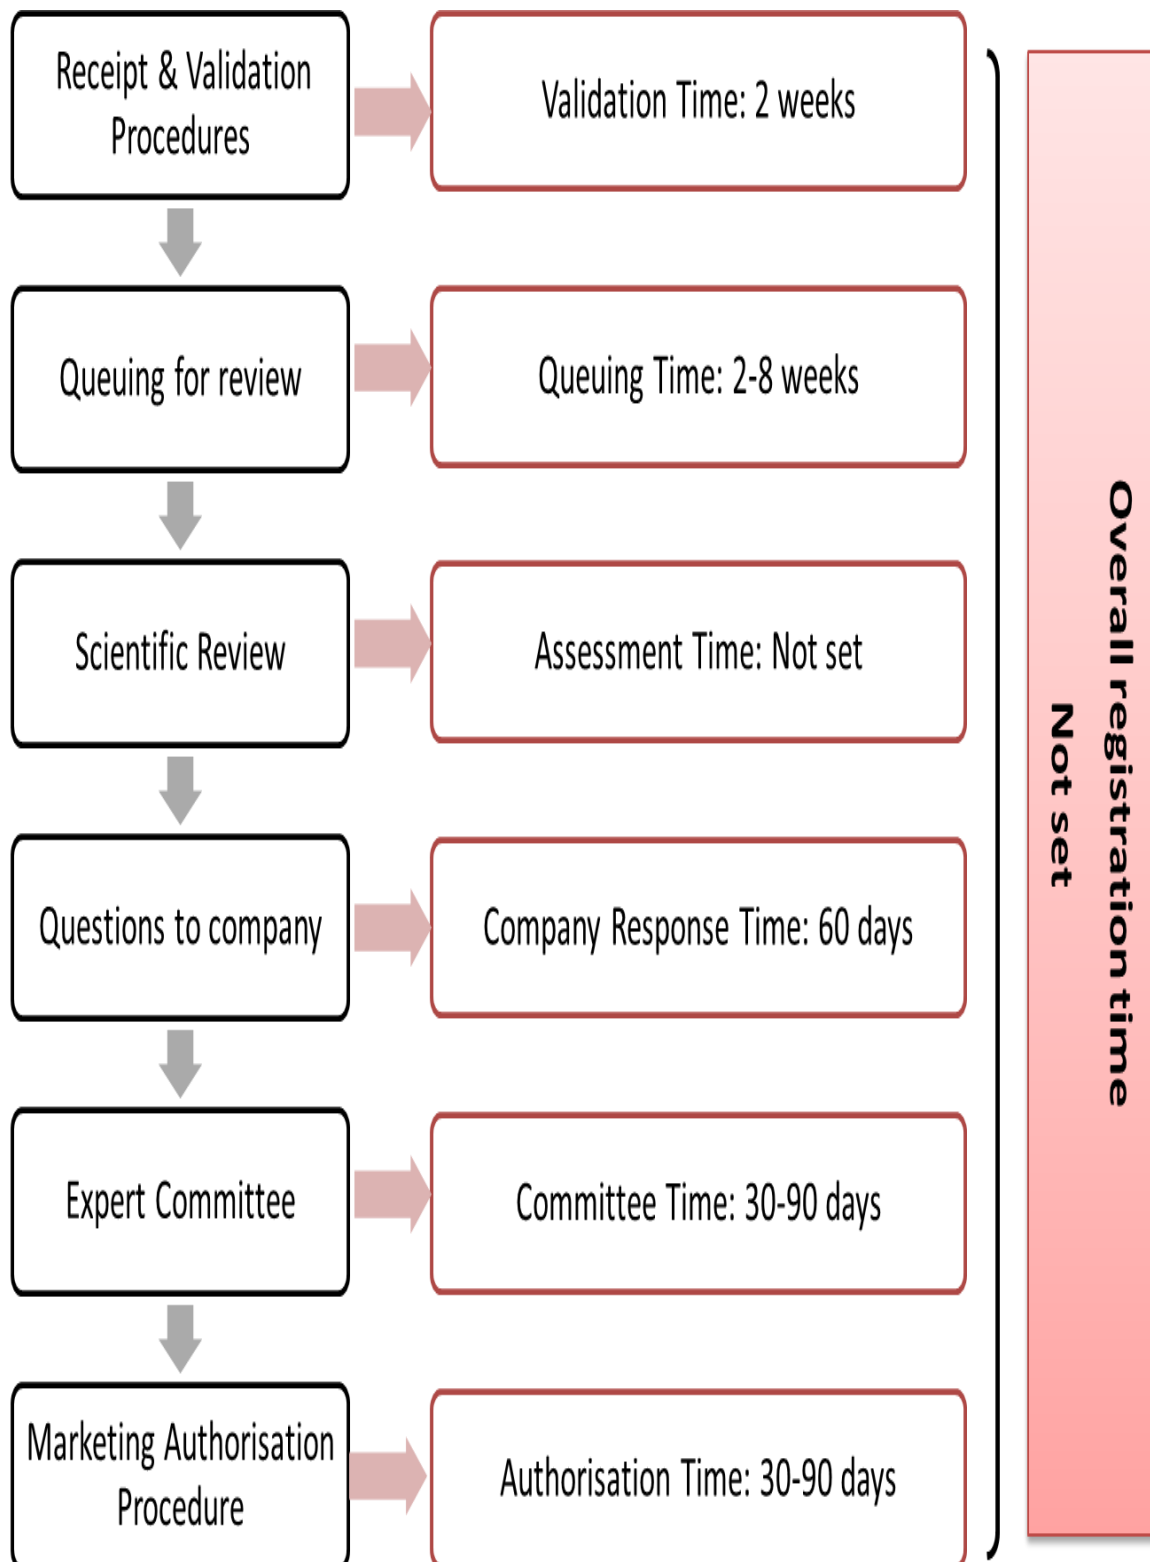 Receipt & Validation
Procedures
Validation Time: 2 weeks
Queuing for review
Queuing Time: 2-8 weeks
Scientific Review
Assessment Time: Not set
Questions to company
Company Response Time: 60 days
Expert Committee
Committee Time: 30-90 days
Marketing Authorisation
Procedure
Authorisation Time: 30-90 days
Overall registration time
Not set